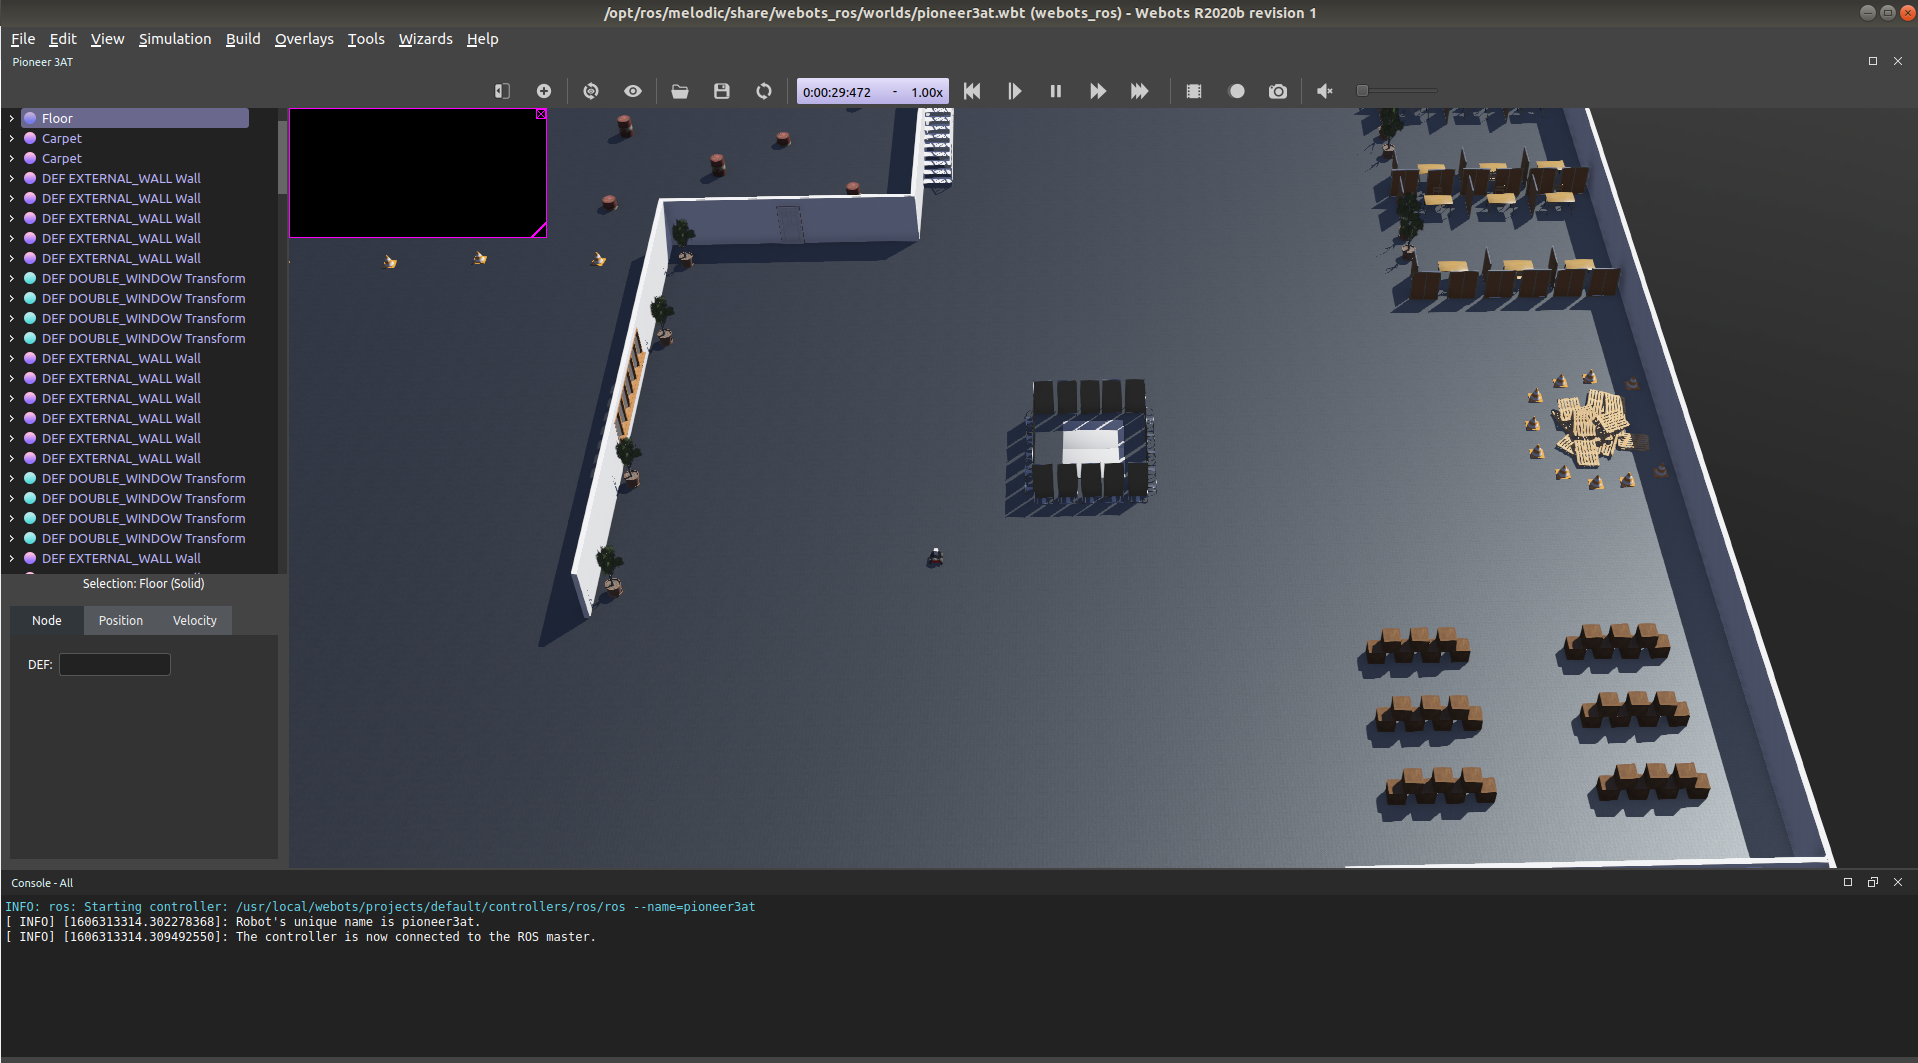 /opt/ros/melodic/share/webots_ros/worlds/pioneer3at.wbt (webots_ros) - Webots R2020b revision 1
File Edit View Simulation Build Overlays Tools Wizards Help
Pioneer 3AT
0:00:29:472 - 1.00x
Floor
Carpet
Carpet
DEF EXTERNAL_WALL Wall
DEF EXTERNAL_WALL Wall
DEF EXTERNAL_WALL Wall
DEF EXTERNAL_WALL Wall
DEF EXTERNAL_WALL Wall
DEF DOUBLE_WINDOW Transform
DEF DOUBLE_WINDOW Transform
DEF DOUBLE_WINDOW Transform
DEF DOUBLE_WINDOW Transform
DEF EXTERNAL_WALL Wall
DEF EXTERNAL_WALL Wall
DEF EXTERNAL_WALL Wall
DEF EXTERNAL_WALL Wall
DEF EXTERNAL_WALL Wall
DEF EXTERNAL_WALL Wall
DEF DOUBLE_WINDOW Transform
DEF DOUBLE_WINDOW Transform
DEF DOUBLE_WINDOW Transform
DEF DOUBLE_WINDOW Transform
DEF EXTERNAL_WALL Wall
Selection: Floor (Solid)
Node Position Velocity
DEF:
Console - All
INFO: ros: Starting controller: /usr/local/webots/projects/default/controllers/ros/ros --name=pioneer3at
[ INFO] [1606313314.302278368]: Robot's unique name is pioneer3at.
[ INFO] [1606313314.309492550]: The controller is now connected to the ROS master.